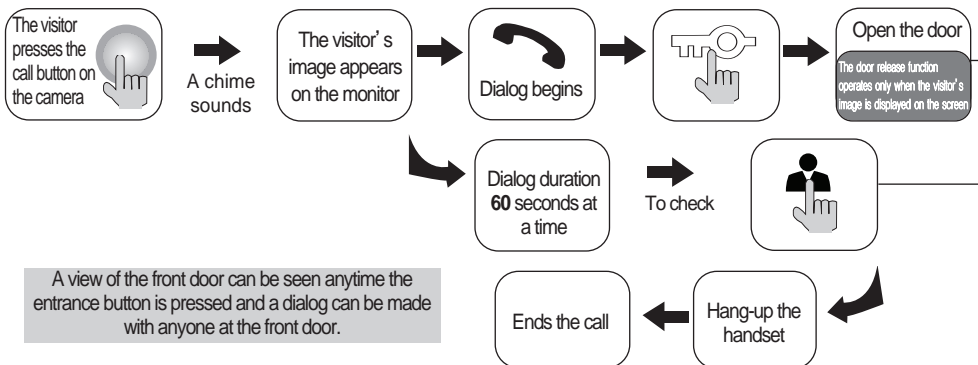 The visitor
presses the
call button on
the camera
A chime
sounds
The visitor's
image appears
on the monitor
Dialog begins
Open the door
The door release function
operates only when the visitor's
image is displayed on the screen
Dialog duration
60 seconds at
a time
To check
A view of the front door can be seen anytime the
entrance button is pressed and a dialog can be made
with anyone at the front door.
Ends the call
Hang-up the
handset